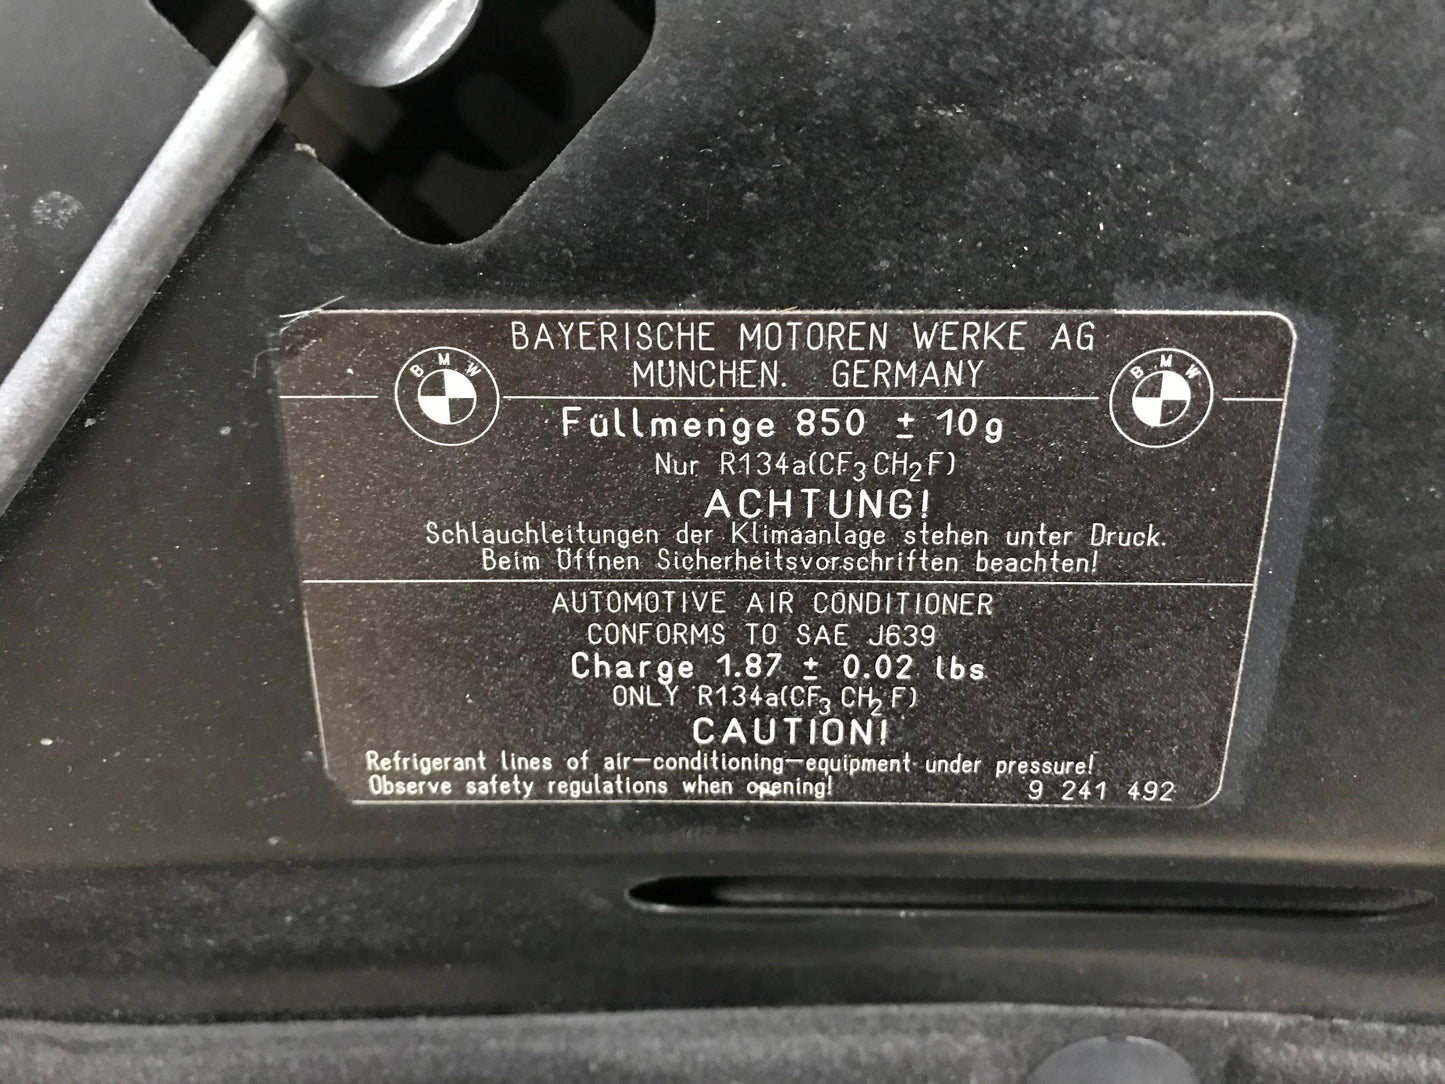 BAYERISCHE MOTOREN WERKE AG
MÜNCHEN. GERMANY
BMW
BMW
Füllmenge 850 ± 10g
Nur R134a(CF3CH2F)
ACHTUNG!
Schlauchleitungen der Klimaanlage stehen unter Druck.
Beim Öffnen Sicherheitsvorschriften beachten!
AUTOMOTIVE AIR CONDITIONER
CONFORMS TO SAE J639
Charge 1.87 ± 0.02 lbs
ONLY R134a(CF3CH2F)
CAUTION!
Refrigerant lines of air-conditioning-equipment under pressure!
Observe safety regulations when opening!
9 241 492